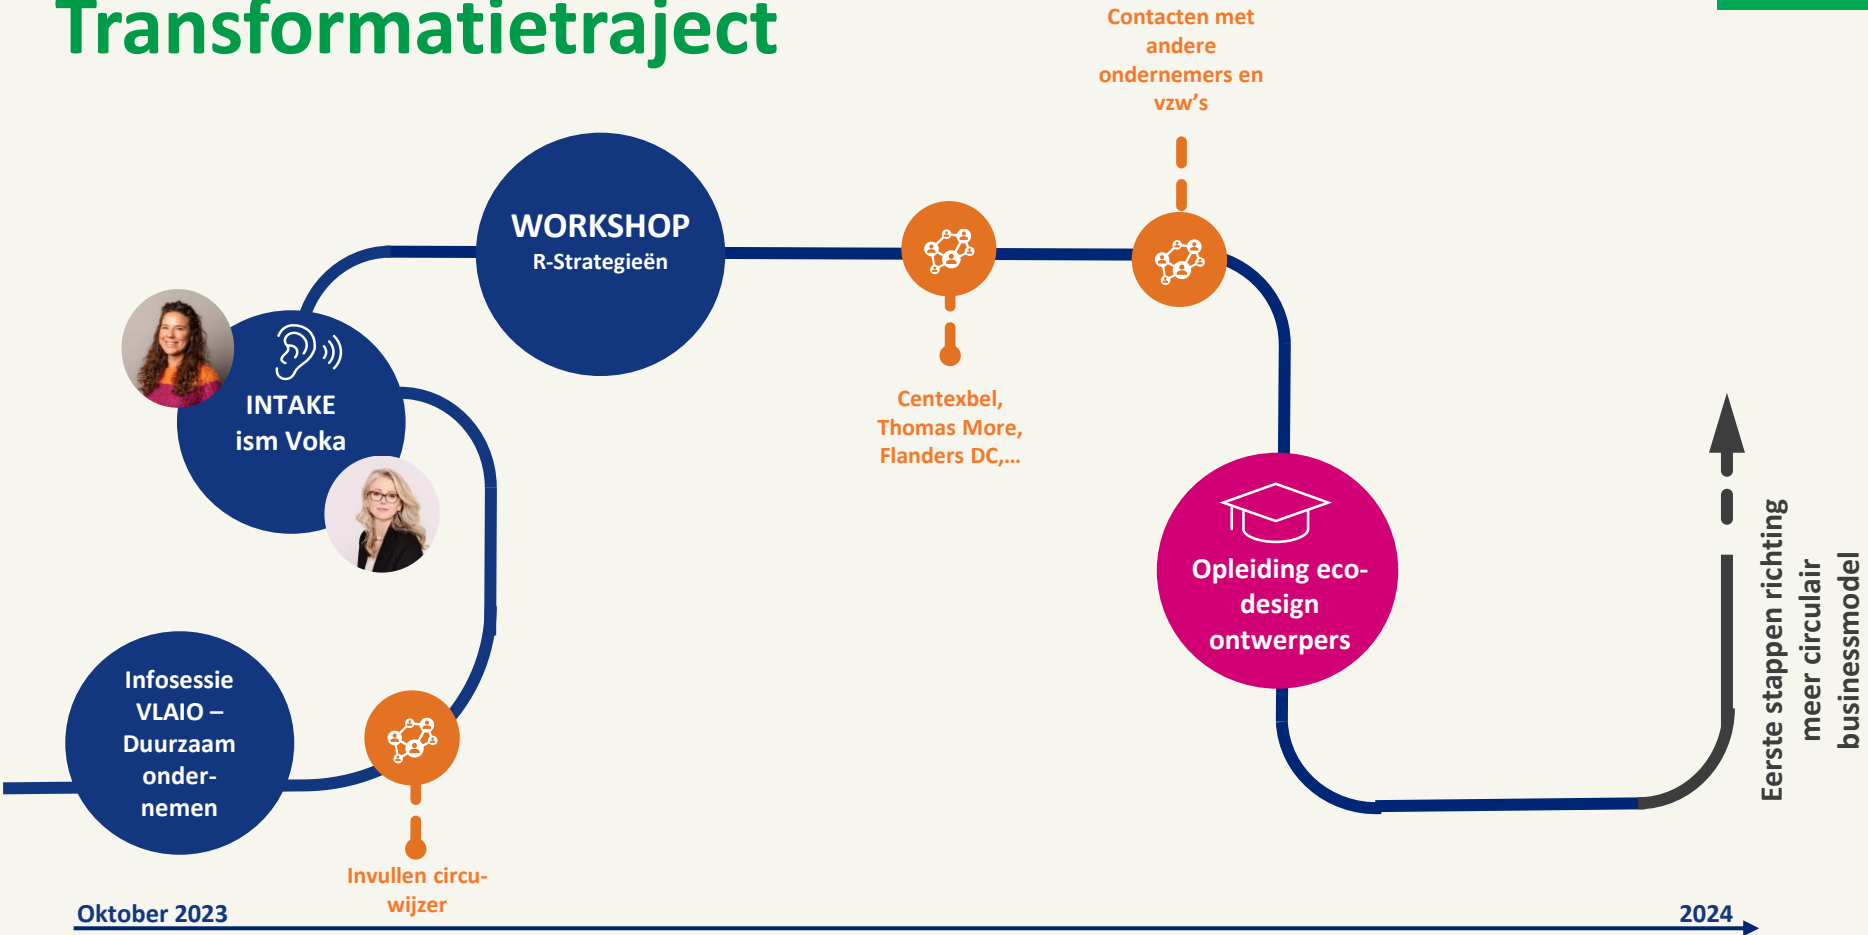 Transformatietraject
Contacten met
andere
ondernemers en
vzw's
WORKSHOP
R-Strategieën
INTAKE
ism Voka
Centexbel,
Thomas More,
Flanders DC,...
Opleiding eco-
design
ontwerpers
Eerste stappen richting
meer circulair
businessmodel
Infosessie
VLAIO –
Duurzaam
onder-
nemen
Invullen circu-
wijzer
Oktober 2023
2024